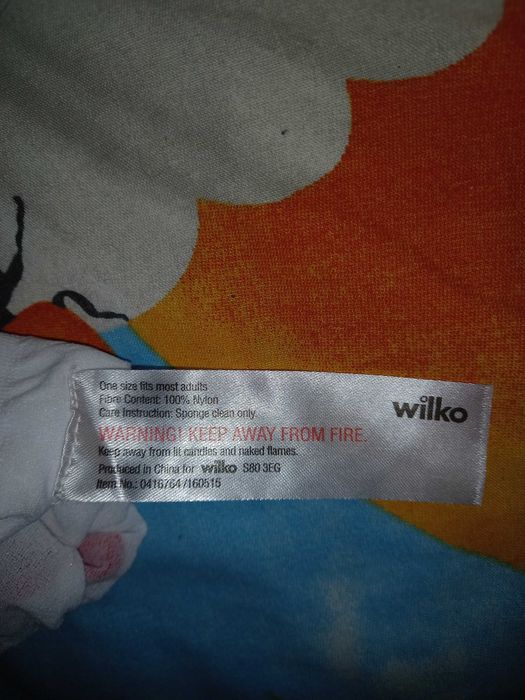 One size fits most adults
Fibre Content: 100% Nylon
Care Instruction: Sponge clean only.
WARNING! KEEP AWAY FROM FIRE.
Keep away from lit candles and naked flames.
Produced in China for wilko S80 3EG
Item No.: 0416764 /160515
wilko